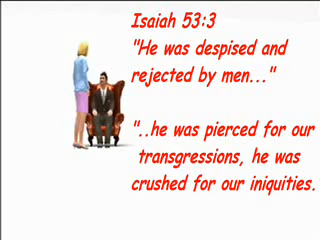 Isaiah 53:3
"He was despised and
rejected by men..."
"..he was pierced for our
transgressions, he was
crushed for our iniquities.